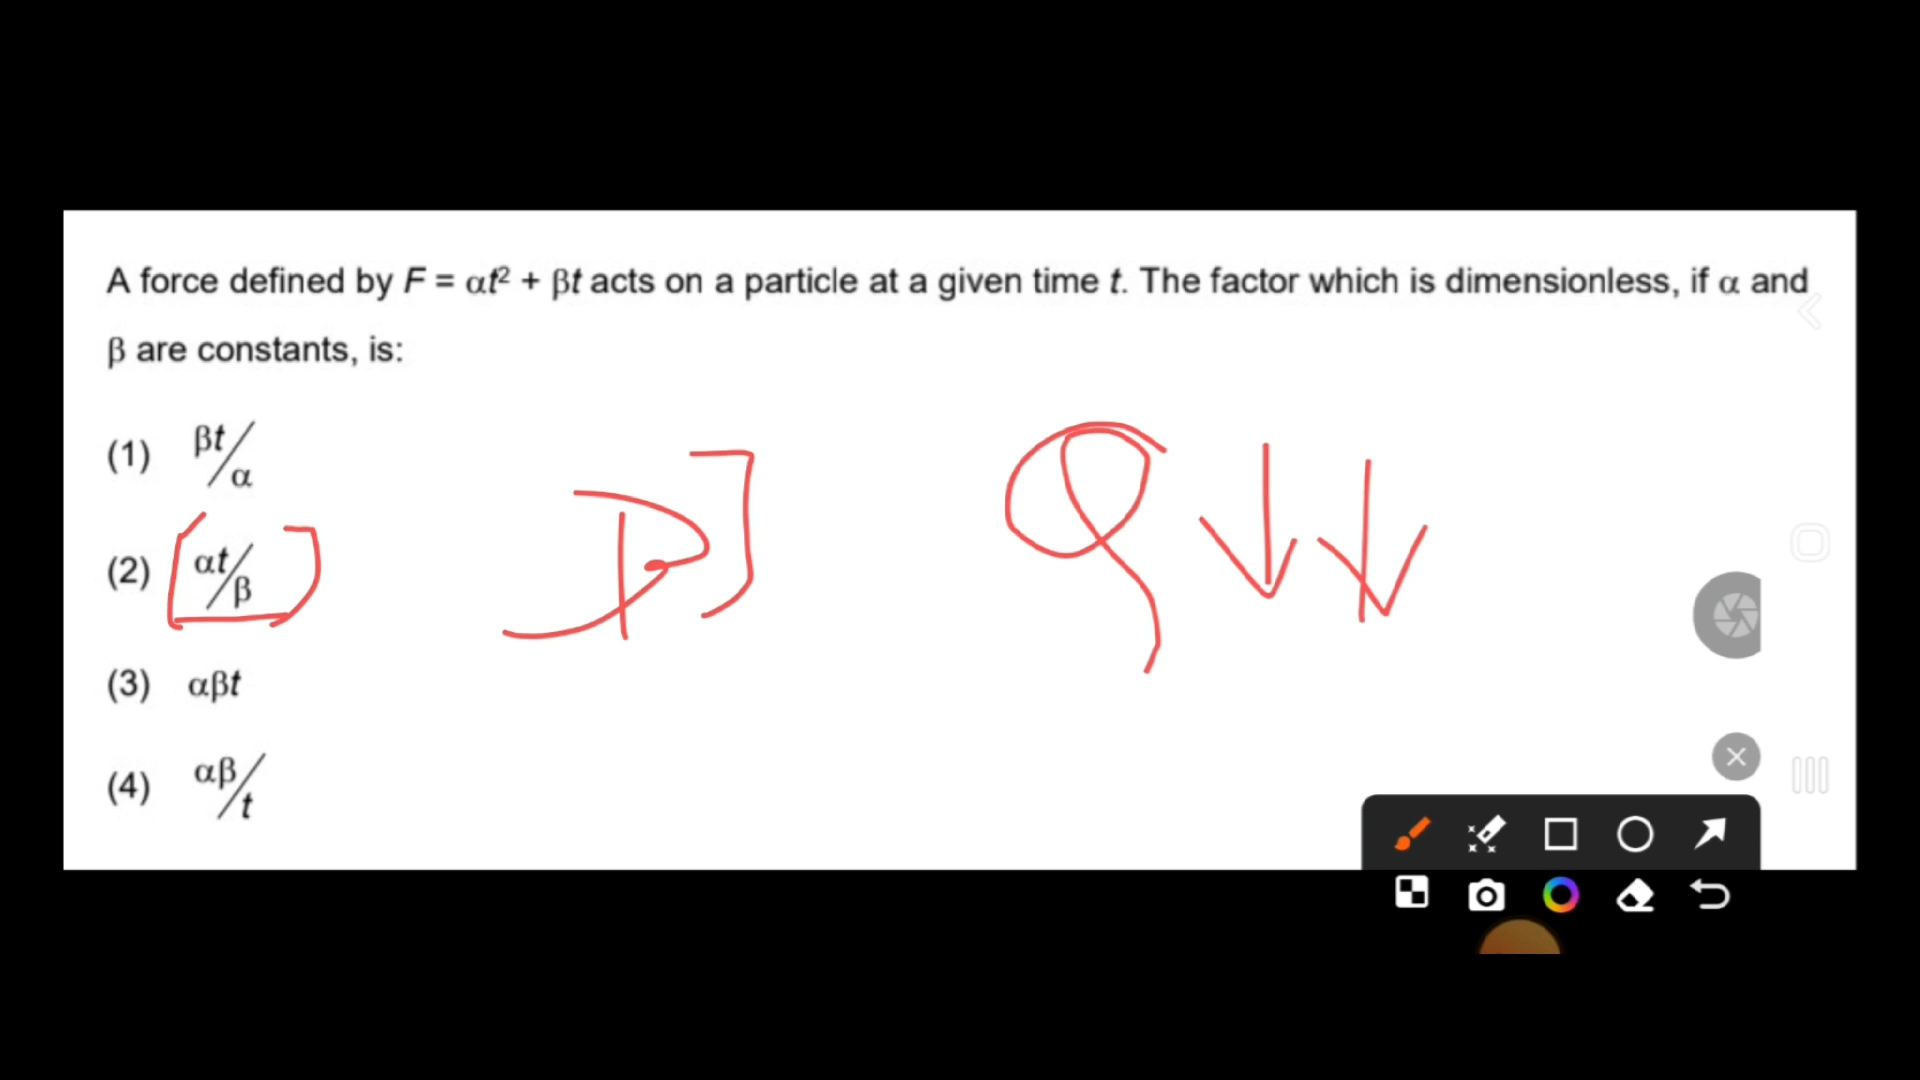 A force defined by F = αt² + βt acts on a particle at a given time t. The factor which is dimensionless, if α and
β are constants, is:
(1) βt/α
(2) αt/β
(3) αβt
(4) αβ/t